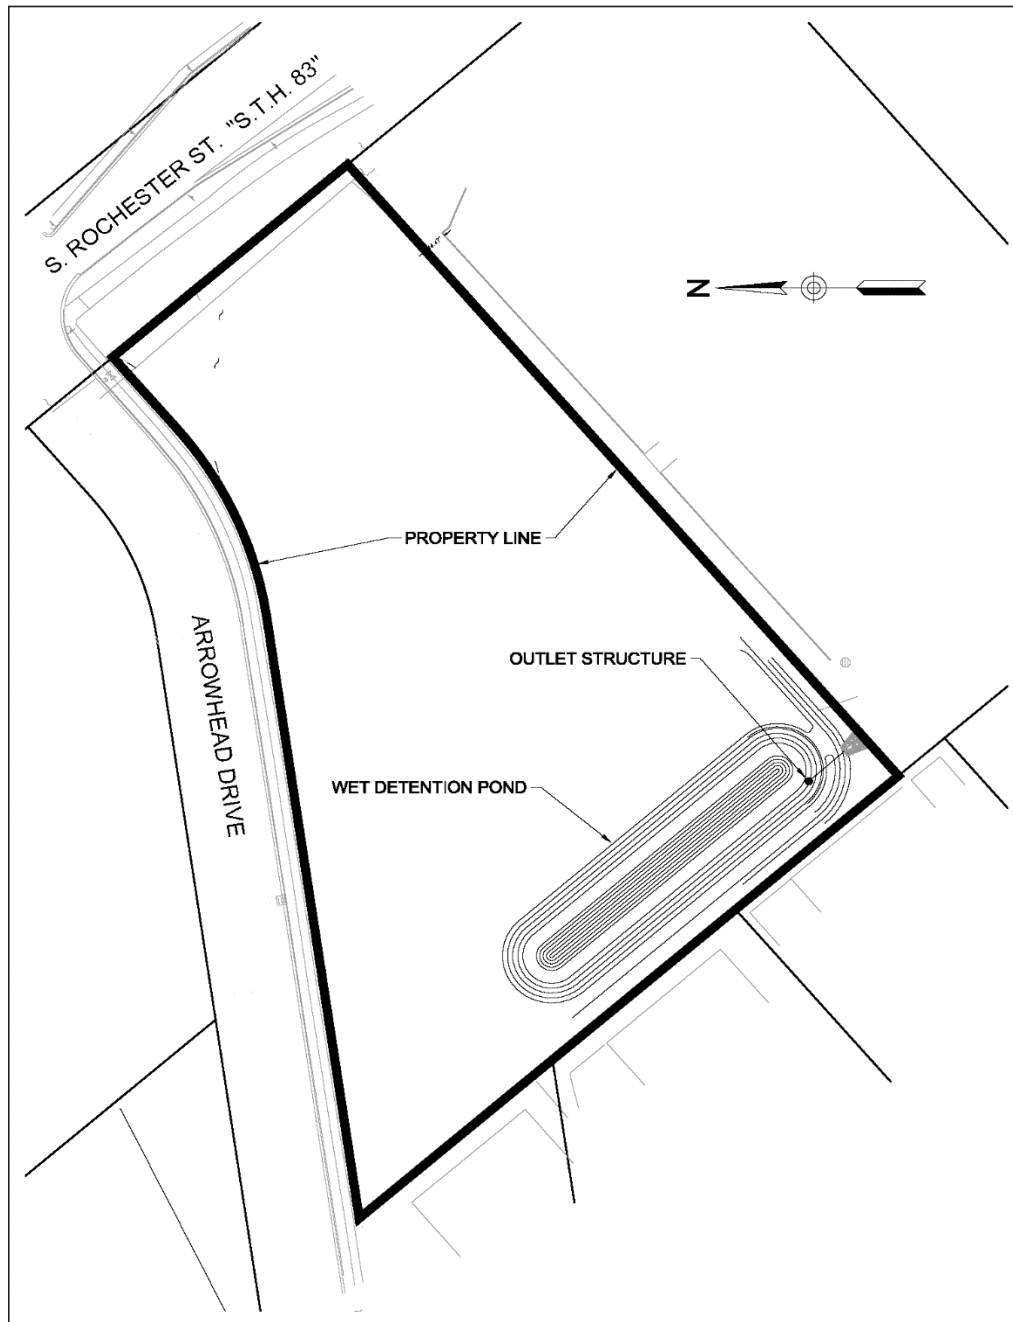 S. ROCHESTER ST. "S.T.H. 83"
N
PROPERTY LINE
ARROWHEAD DRIVE
OUTLET STRUCTURE
WET DETENTION POND